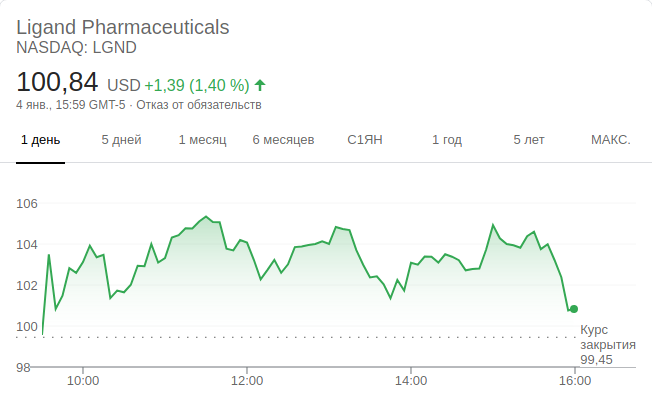 Ligand Pharmaceuticals
NASDAQ: LGND
100,84 USD +1,39 (1,40 %)
4 янв., 15:59 GMT-5 · Отказ от обязательств
1 день 5 дней 1 месяц 6 месяцев С1ЯН 1 год 5 лет МАКС.
106
104
102
100
Курс
закрытия
99,45
98
10:00 12:00 14:00 16:00